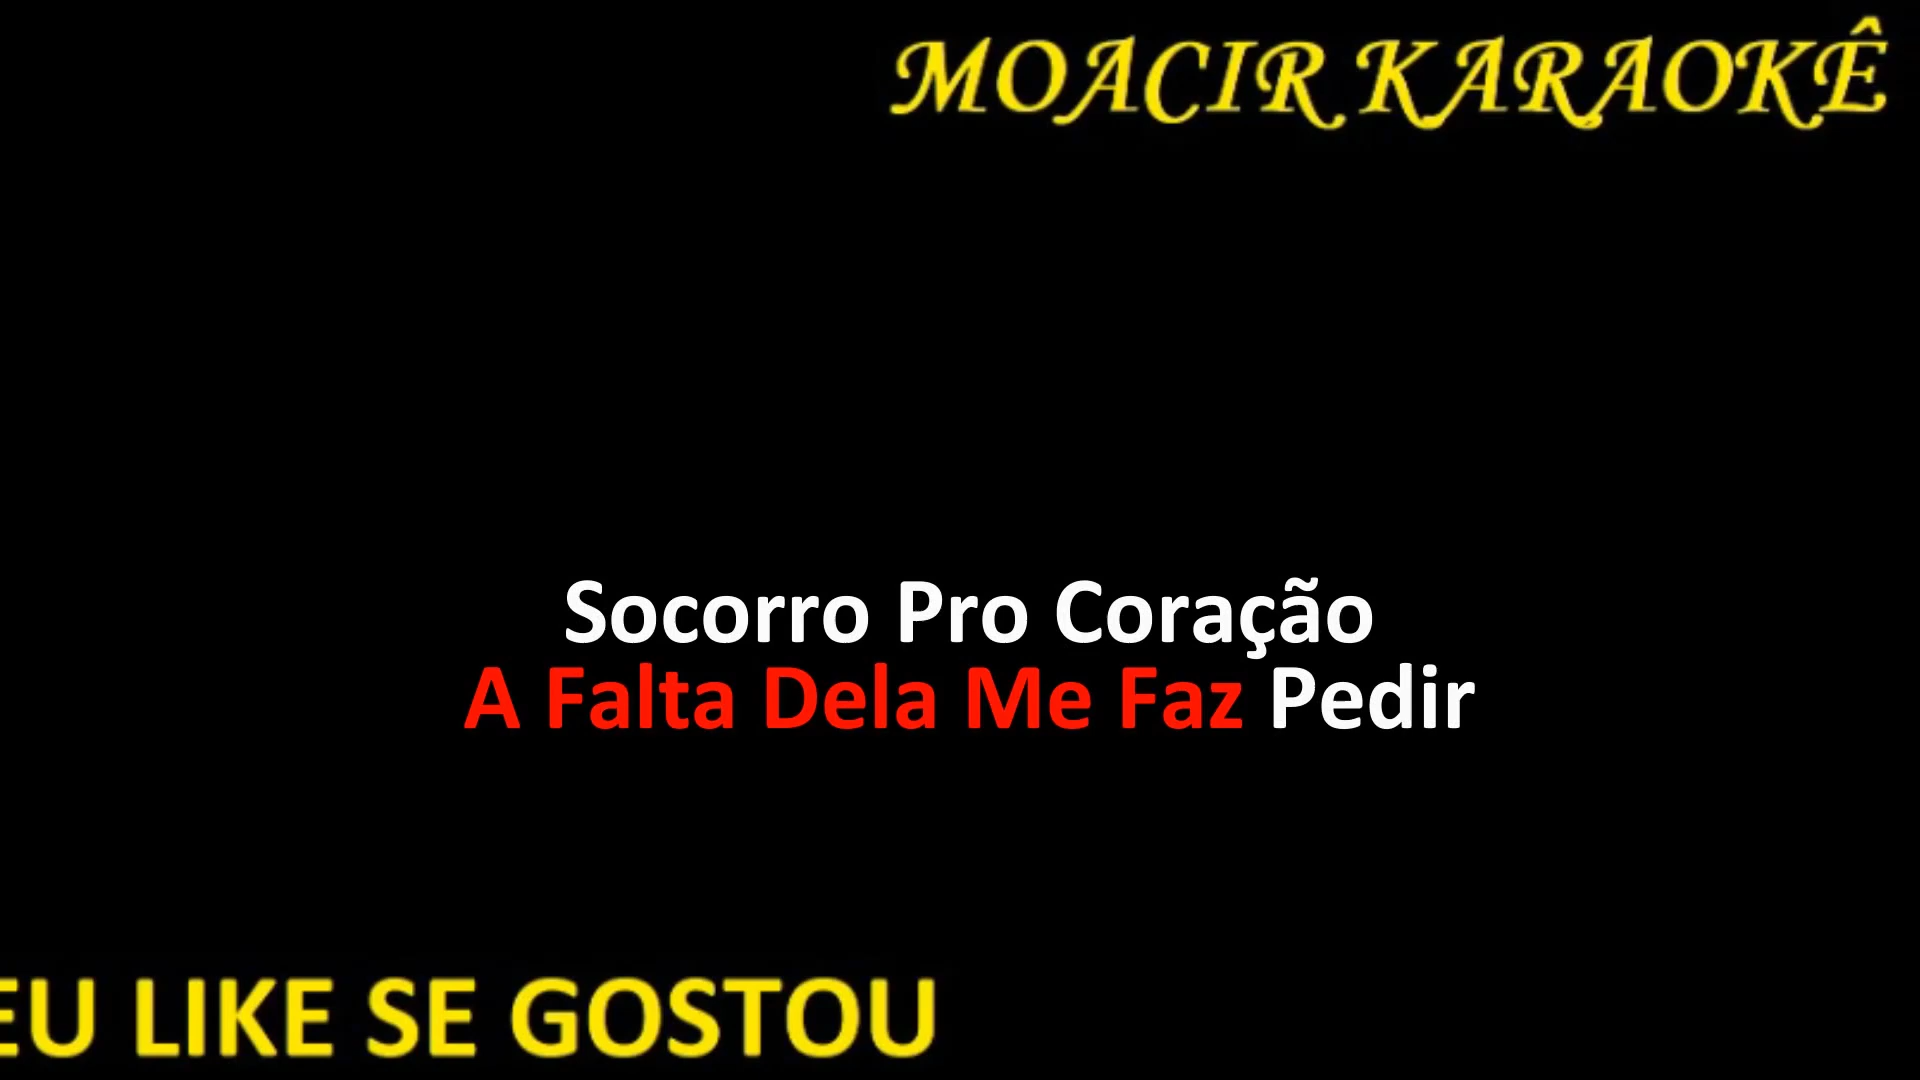 MOACIR KARAOKÊ
Socorro Pro Coração
A Falta Dela Me Faz Pedir
EU LIKE SE GOSTOU